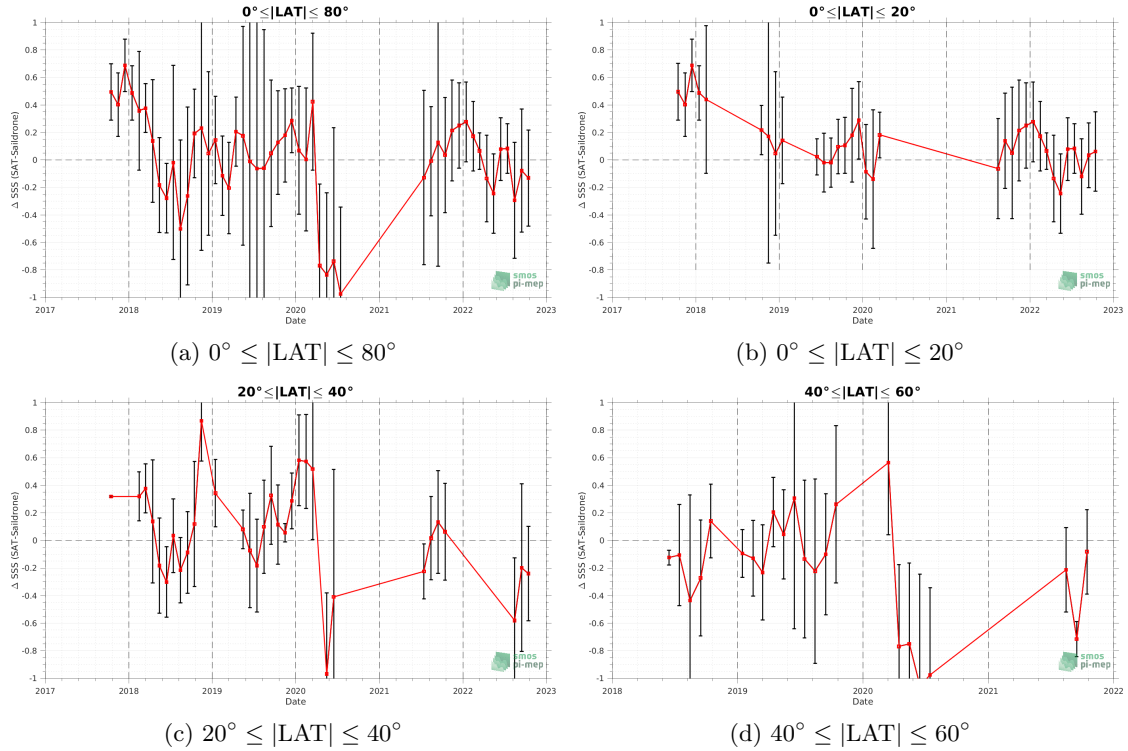 0°≤|LAT|≤ 80°
Δ SSS (SAT-Saildrone)
1
0.8
0.6
0.4
0.2
0
-0.2
-0.4
-0.6
-0.8
-1
smos
pi-mep
2017 2018 2019 2020 2021 2022 2023
Date
(a) 0° ≤ |LAT| ≤ 80°
0°≤|LAT|≤ 20°
Δ SSS (SAT-Saildrone)
1
0.8
0.6
0.4
0.2
0
-0.2
-0.4
-0.6
-0.8
-1
smos
pi-mep
2017 2018 2019 2020 2021 2022 2023
Date
(b) 0° ≤ |LAT| ≤ 20°
20°≤|LAT|≤ 40°
Δ SSS (SAT-Saildrone)
1
0.8
0.6
0.4
0.2
0
-0.2
-0.4
-0.6
-0.8
-1
smos
pi-mep
2017 2018 2019 2020 2021 2022 2023
Date
(c) 20° ≤ |LAT| ≤ 40°
40°≤|LAT|≤ 60°
Δ SSS (SAT-Saildrone)
1
0.8
0.6
0.4
0.2
0
-0.2
-0.4
-0.6
-0.8
-1
smos
pi-mep
2018 2019 2020 2021 2022
Date
(d) 40° ≤ |LAT| ≤ 60°